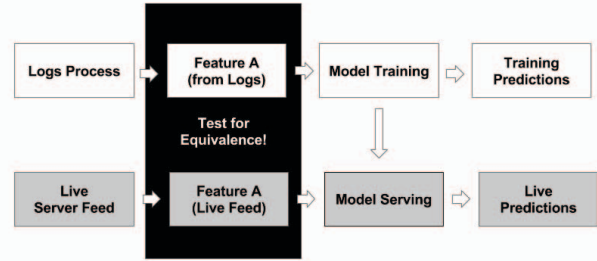 Logs Process
Feature A
(from Logs)
Model Training
Training
Predictions
Test for
Equivalence!
Live
Server Feed
Feature A
(Live Feed)
Model Serving
Live
Predictions